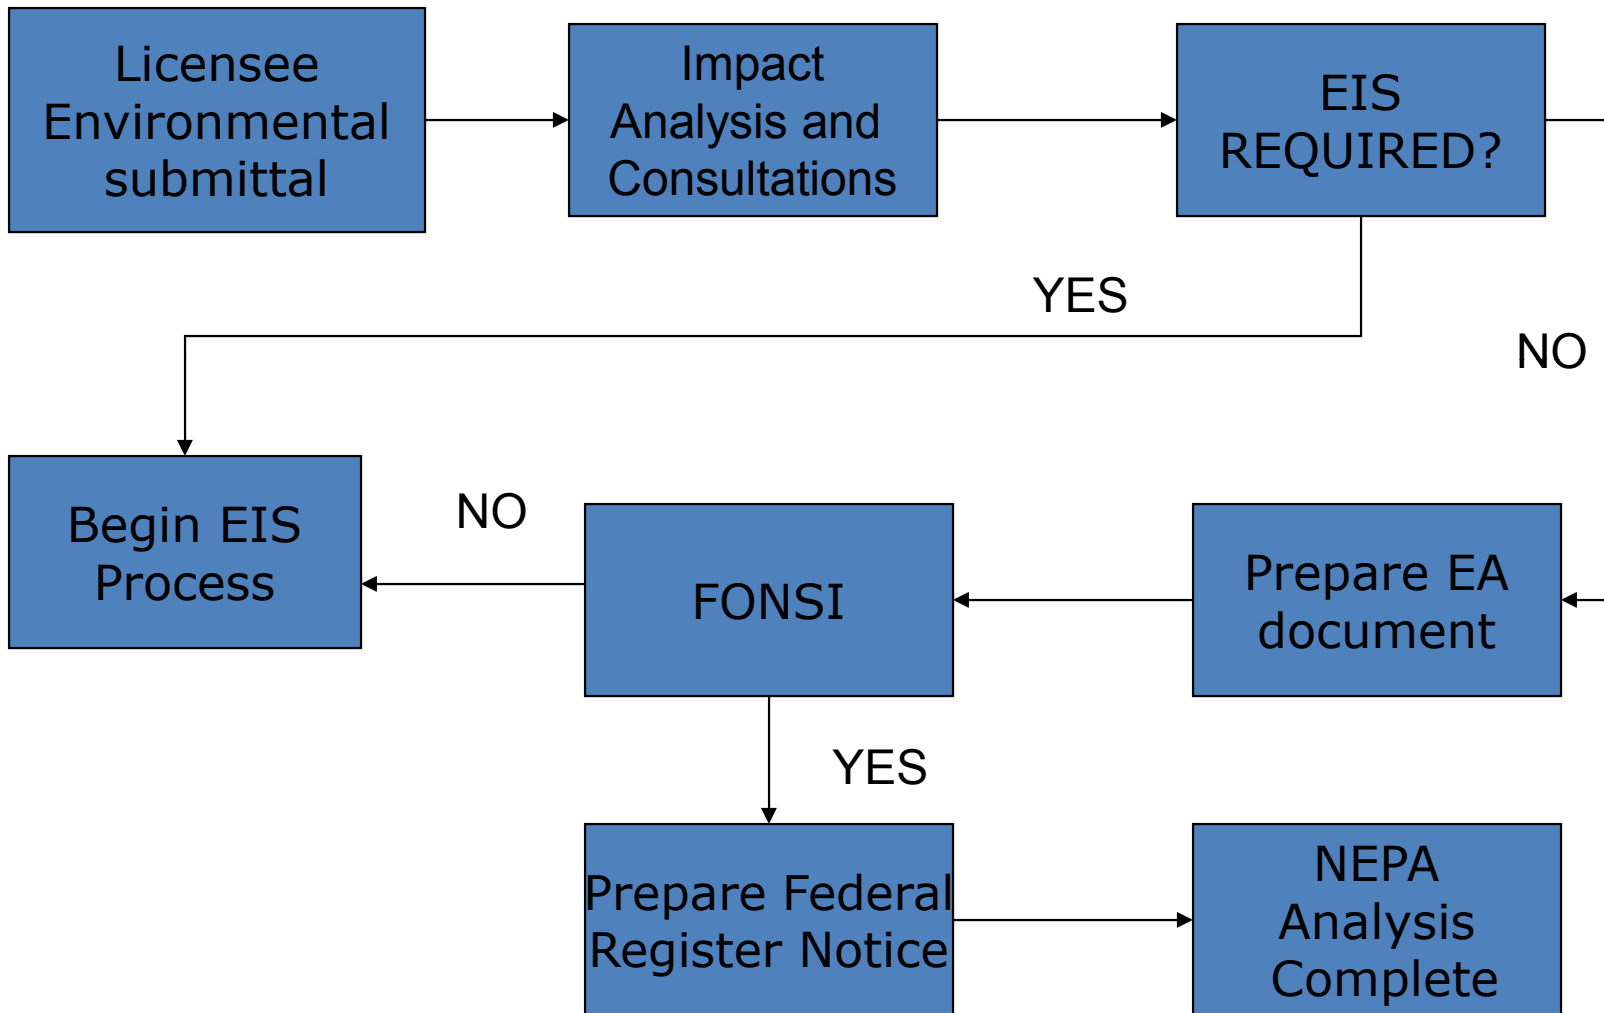 Licensee
Environmental
submittal
Impact
Analysis and
Consultations
EIS
REQUIRED?
YES
NO
Begin EIS
Process
NO
FONSI
Prepare EA
document
YES
Prepare Federal
Register Notice
NEPA
Analysis
Complete